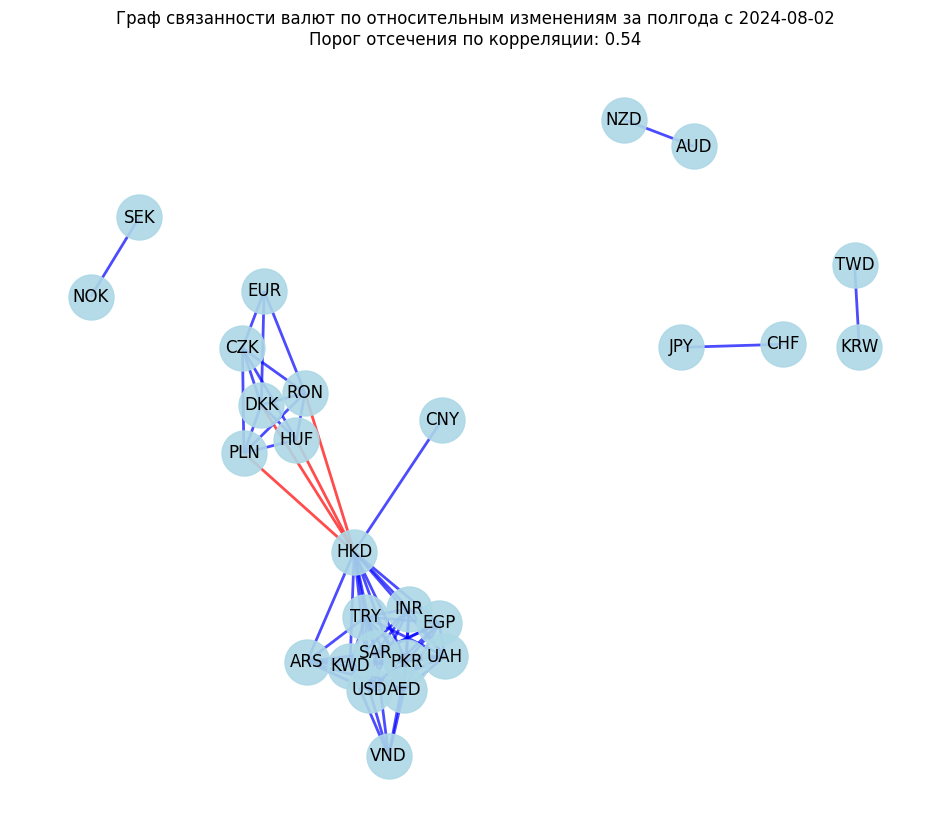 Граф связанности валют по относительным изменениям за полгода с 2024-08-02
Порог отсечения по корреляции: 0.54
NZD
AUD
SEK
TWD
EUR
NOK
CHF
JPY
KRW
CZK
RON
DKK
CNY
HUF
PLN
HKD
INR
TRY
EGP
SAR
UAH
PKR
ARS
KWD
USD
AED
VND